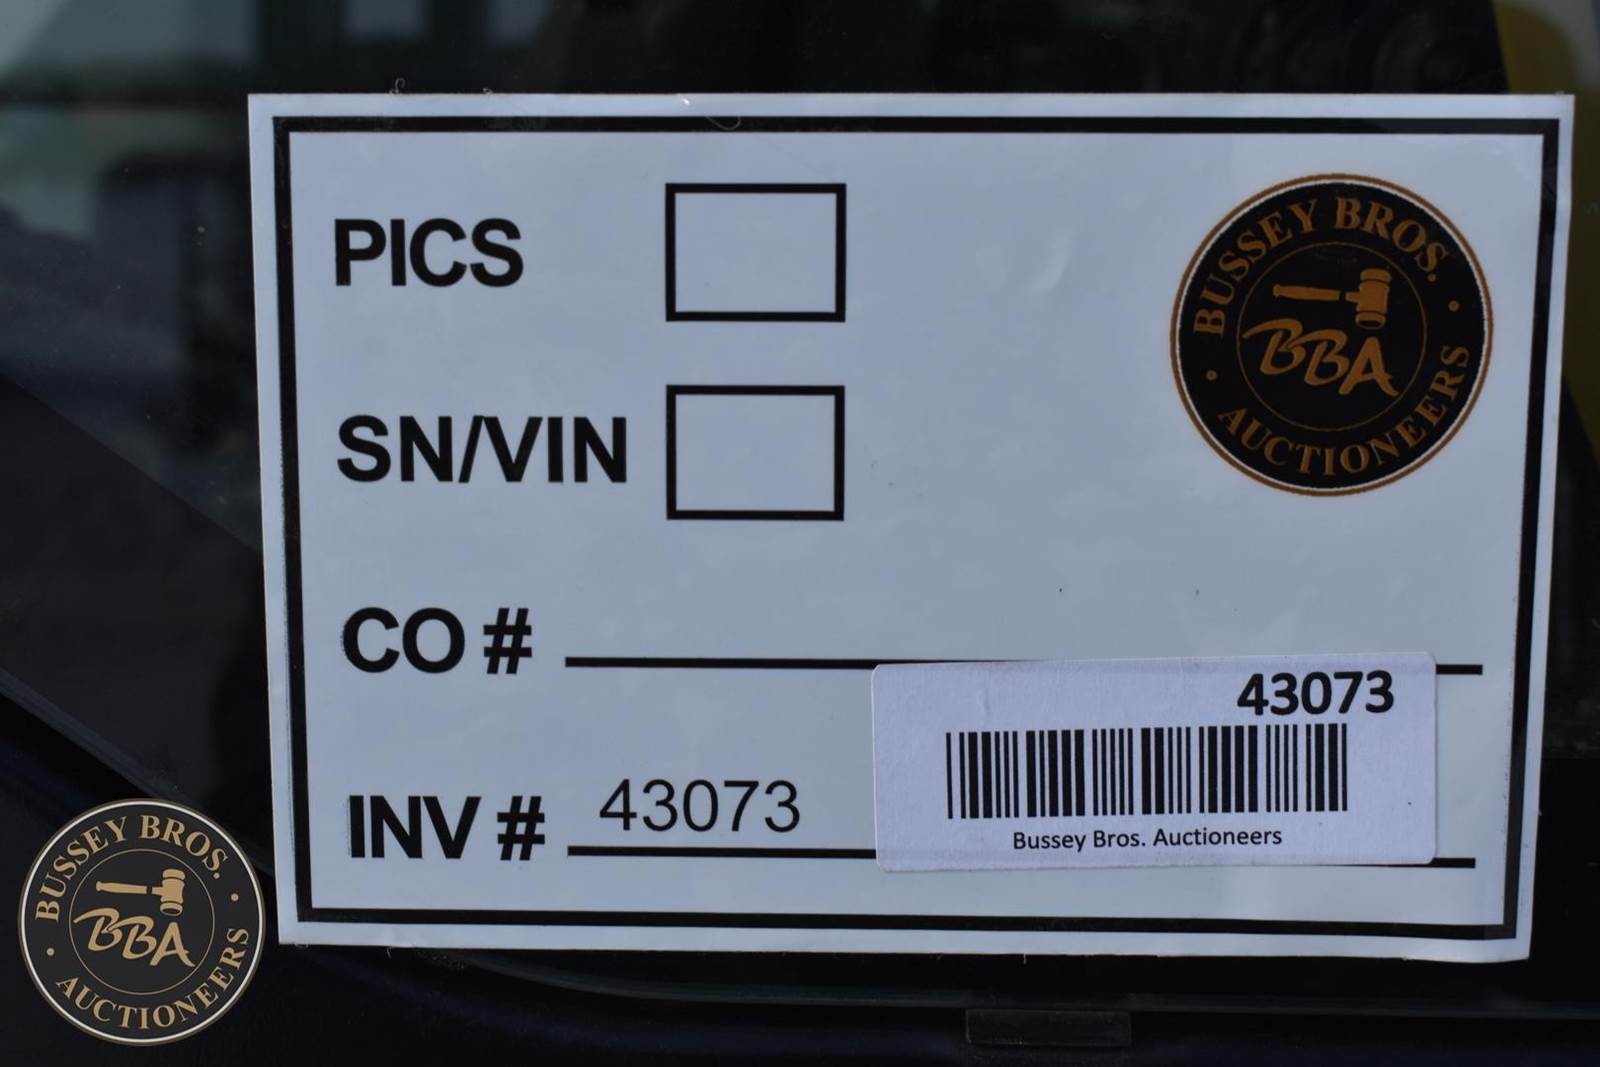 PICS
BUSSEY BROS.
BBA
AUCTIONEERS
SN/VIN
CO #
43073
INV # 43073
Bussey Bros. Auctioneers
BUSSEY BROS.
BBA
AUCTIONEERS